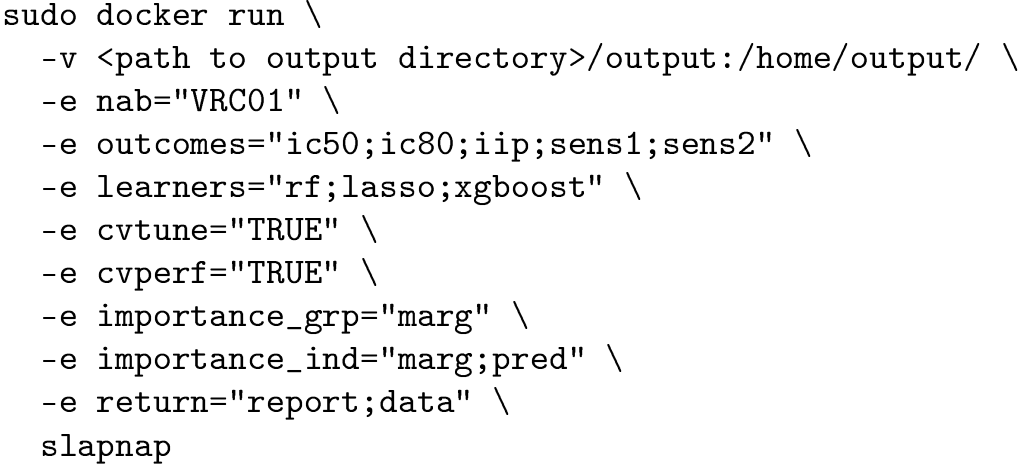 sudo docker run \
-v <path to output directory>/output:/home/output/ \
-e nab="VRC01" \
-e outcomes="ic50;ic80;iip;sens1;sens2" \
-e learners="rf;lasso;xgboost" \
-e cvtune="TRUE" \
-e cvperf="TRUE" \
-e importance_grp="marg" \
-e importance_ind="marg;pred" \
-e return="report;data" \
slapnap